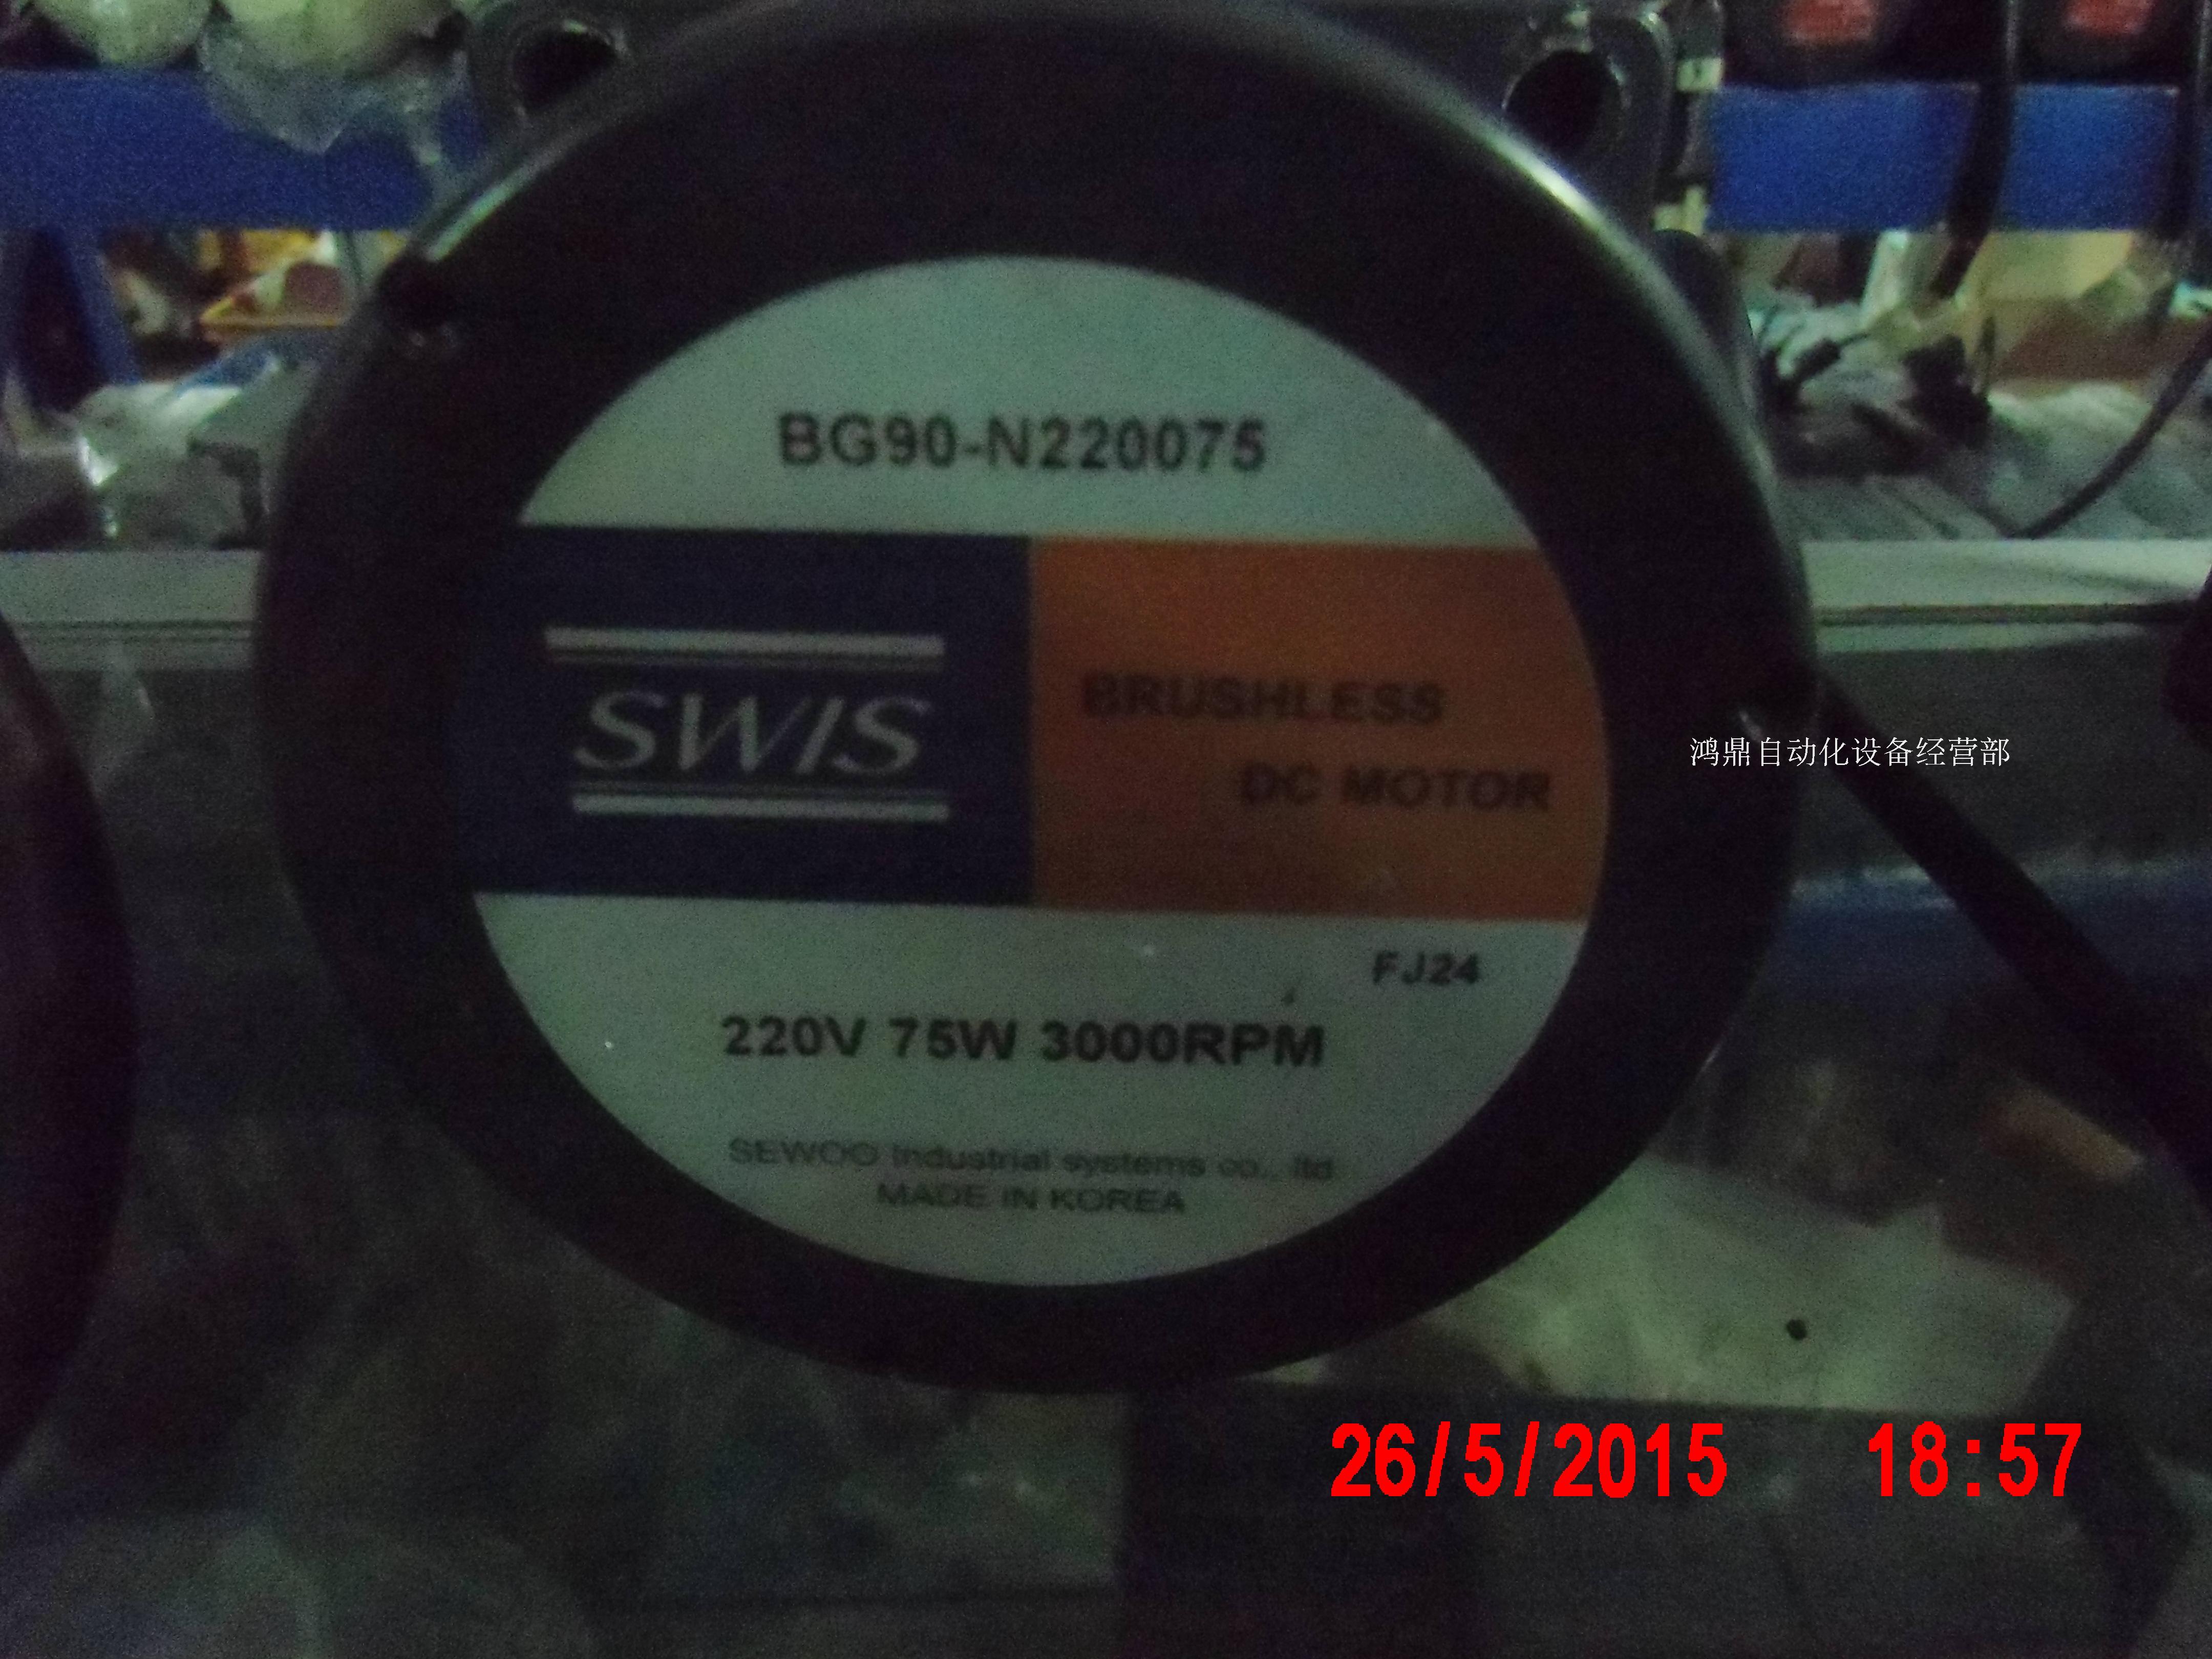 BG90-N220075
SWIS
BRUSHLESS
DC MOTOR
鸿鼎自动化设备经营部
FJ24
220V 75W 3000RPM
SEWOO Industrial systems co., ltd
MADE IN KOREA
26/5/2015 18:57